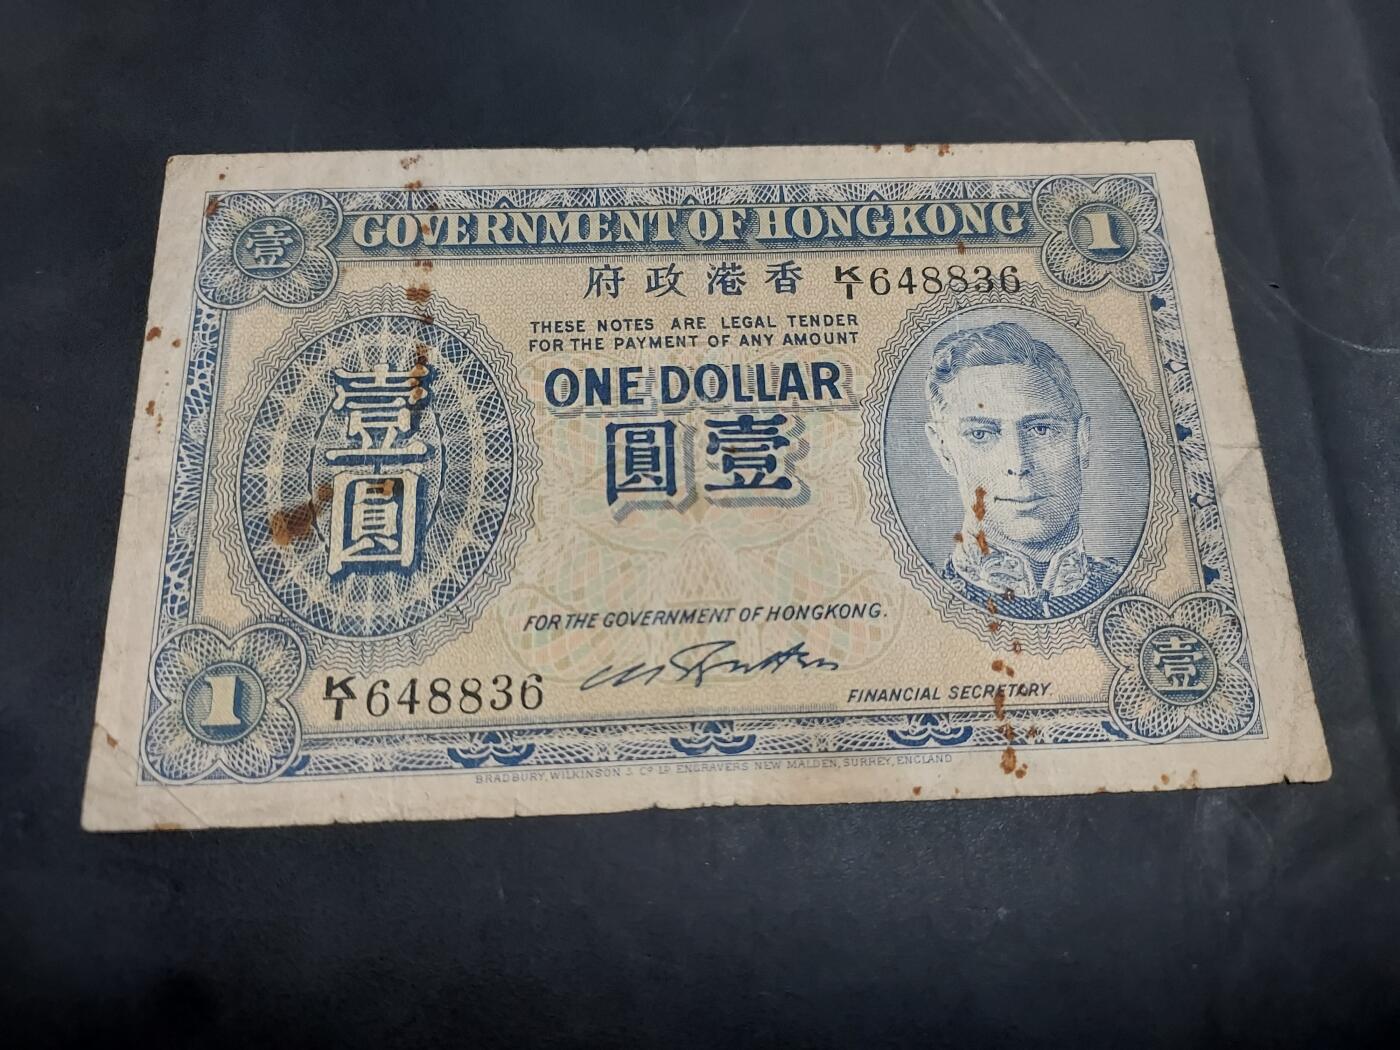 GOVERNMENT OF HONGKONG
壹
1
府政港香
K/1 648836
THESE NOTES ARE LEGAL TENDER
FOR THE PAYMENT OF ANY AMOUNT
ONE DOLLAR
圓壹
壹
圓
FOR THE GOVERNMENT OF HONGKONG.
FINANCIAL SECRETARY.
1
K/1 648836
壹
BRADBURY, WILKINSON & Co Ld ENGRAVERS NEW MALDEN, SURREY, ENGLAND